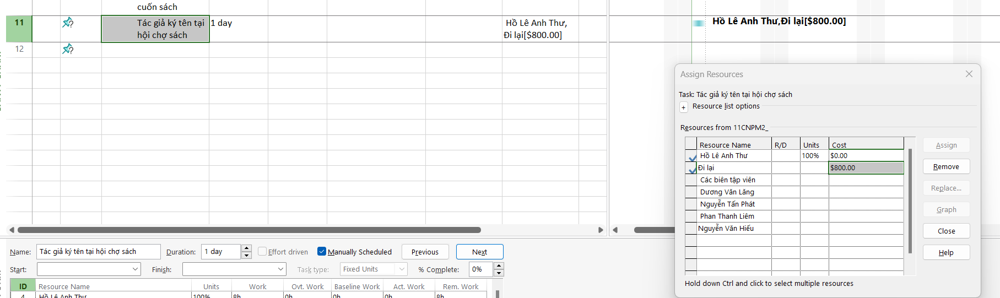 cuốn sách
11
Tác giả ký tên tại
hội chợ sách
1 day
Hồ Lê Anh Thư,
Đi lại[$800.00]
Hồ Lê Anh Thư,Đi lại[$800.00]
12
Assign Resources
Task: Tác giả ký tên tại hội chợ sách
+ Resource list options
Resources from 11CNPM2_
Resource Name R/D Units Cost
Hồ Lê Anh Thư 100% $0.00
Đi lại $800.00
Các biên tập viên
Dương Văn Lăng
Nguyễn Tấn Phát
Phan Thanh Liêm
Nguyễn Văn Hiếu
Assign
Remove
Replace...
Graph
Close
Help
Hold down Ctrl and click to select multiple resources
Name: Tác giả ký tên tại hội chợ sách Duration: 1 day Effort driven Manually Scheduled Previous Next
Start: Finish: Task type: Fixed Units % Complete: 0%
ID Resource Name Units Work Ovt. Work Baseline Work Act. Work Rem. Work
4 Hồ Lê Anh Thư 100% 8h 0h 0h 0h 8h